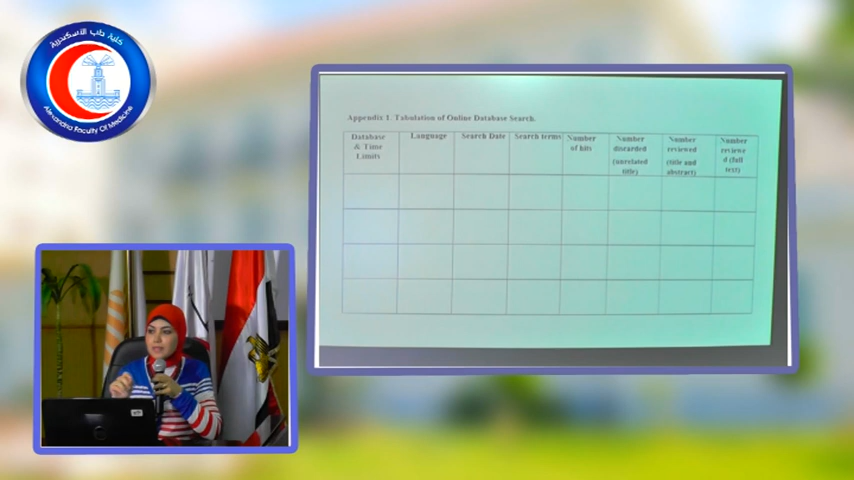 كلية طب الاسكندرية
Alexandria Faculty Of Medicine
Appendix 1. Tabulation of Online Database Search.
Database & Time Limits
Language
Search Date
Search terms
Number of hits
Number discarded (unrelated title)
Number reviewed (title and abstract)
Number reviewe d (full text)